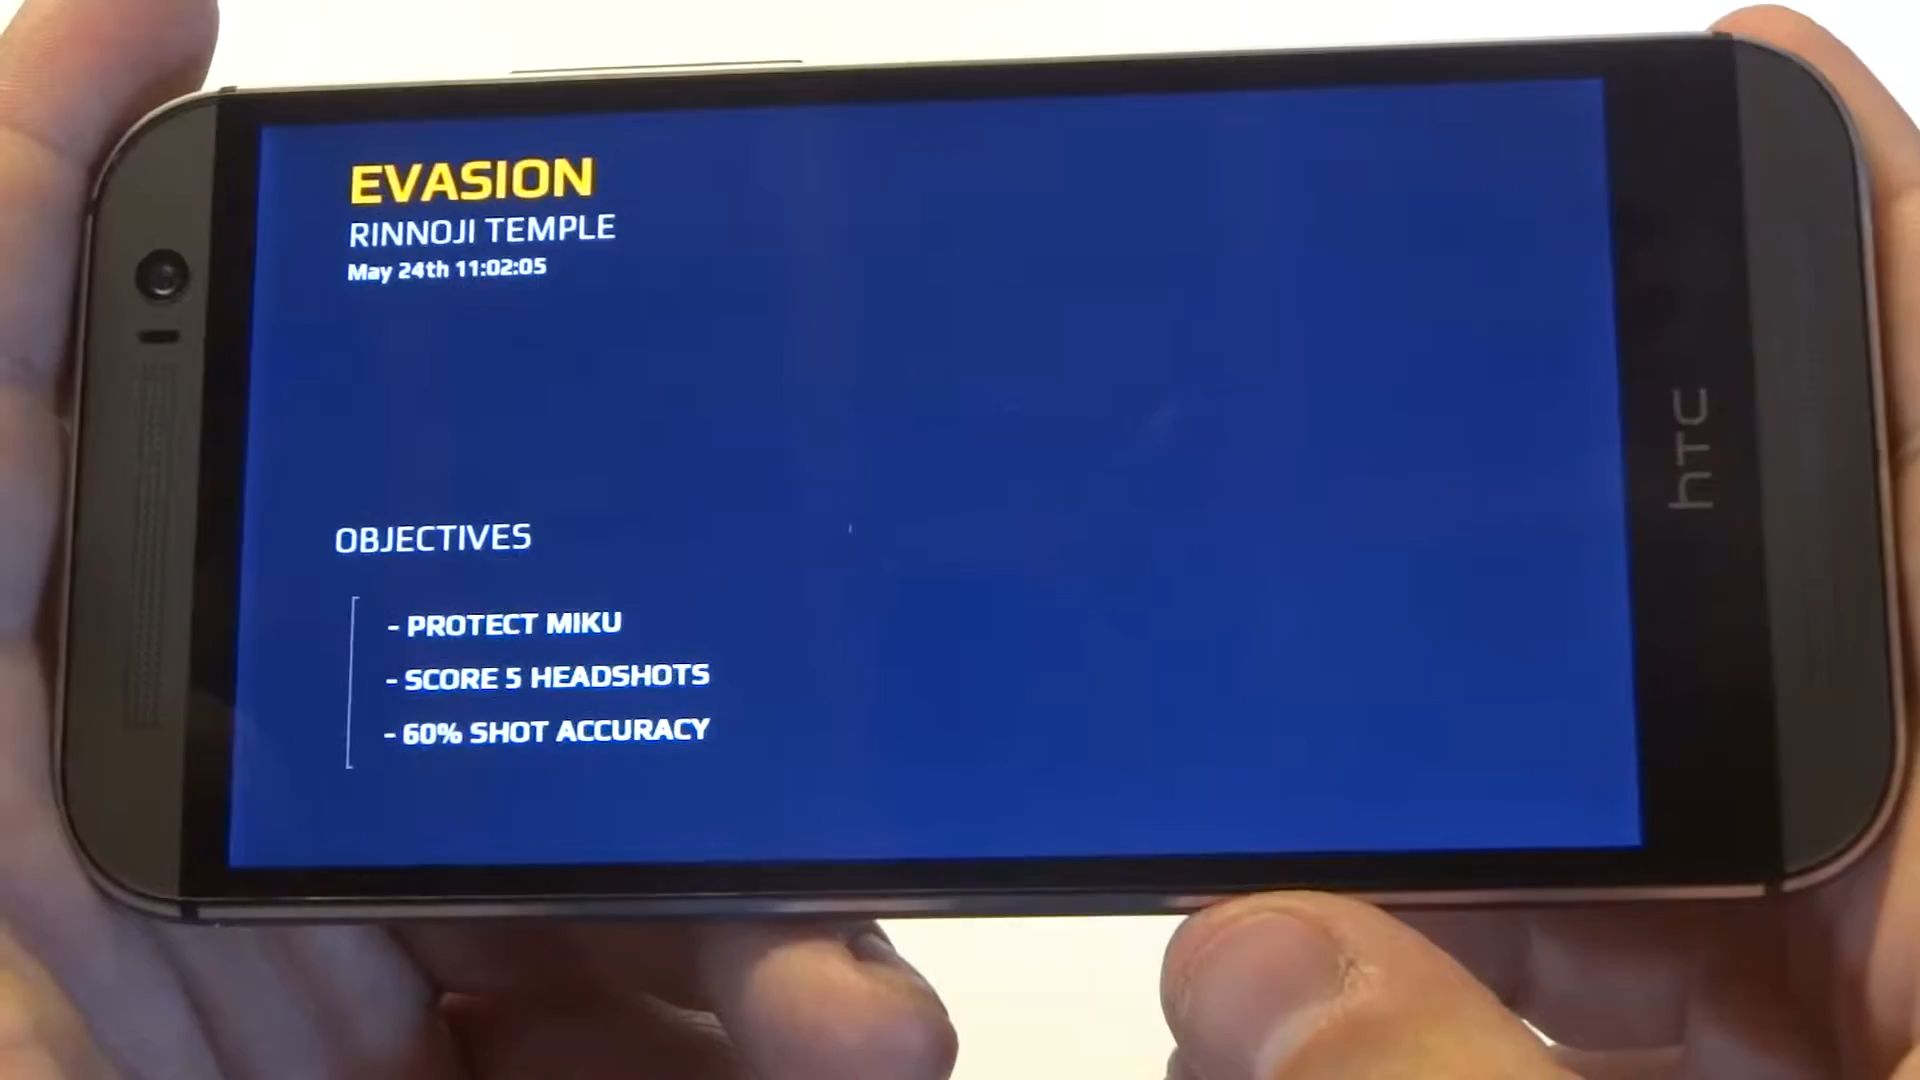 EVASION
RINNOJI TEMPLE
May 24th 11:02:05
OBJECTIVES
- PROTECT MIKU
- SCORE 5 HEADSHOTS
- 60% SHOT ACCURACY
hTC